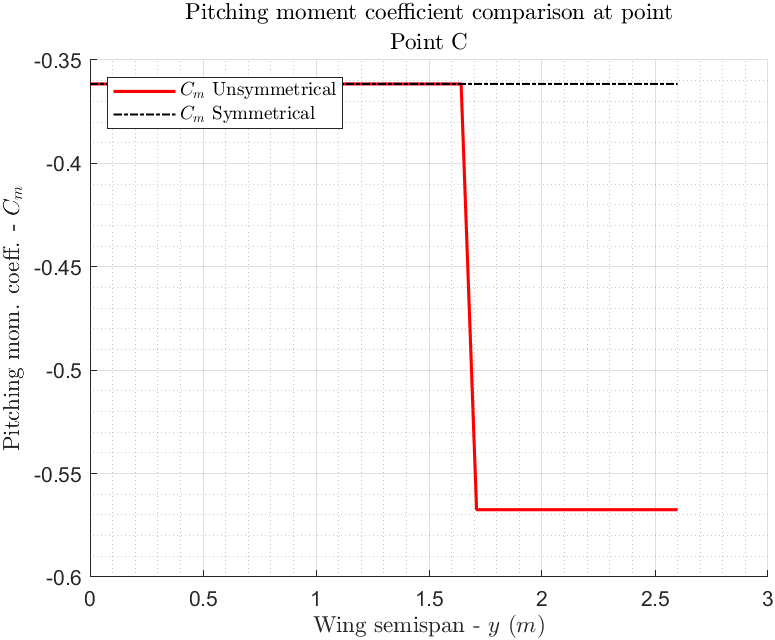 Pitching moment coefficient comparison at point
Point C
-0.35
-0.4
-0.45
-0.5
-0.55
-0.6
Pitching mom. coeff. - $C_m$
$C_m$ Unsymmetrical
$C_m$ Symmetrical
0 0.5 1 1.5 2 2.5 3
Wing semispan - $y$ ($m$)